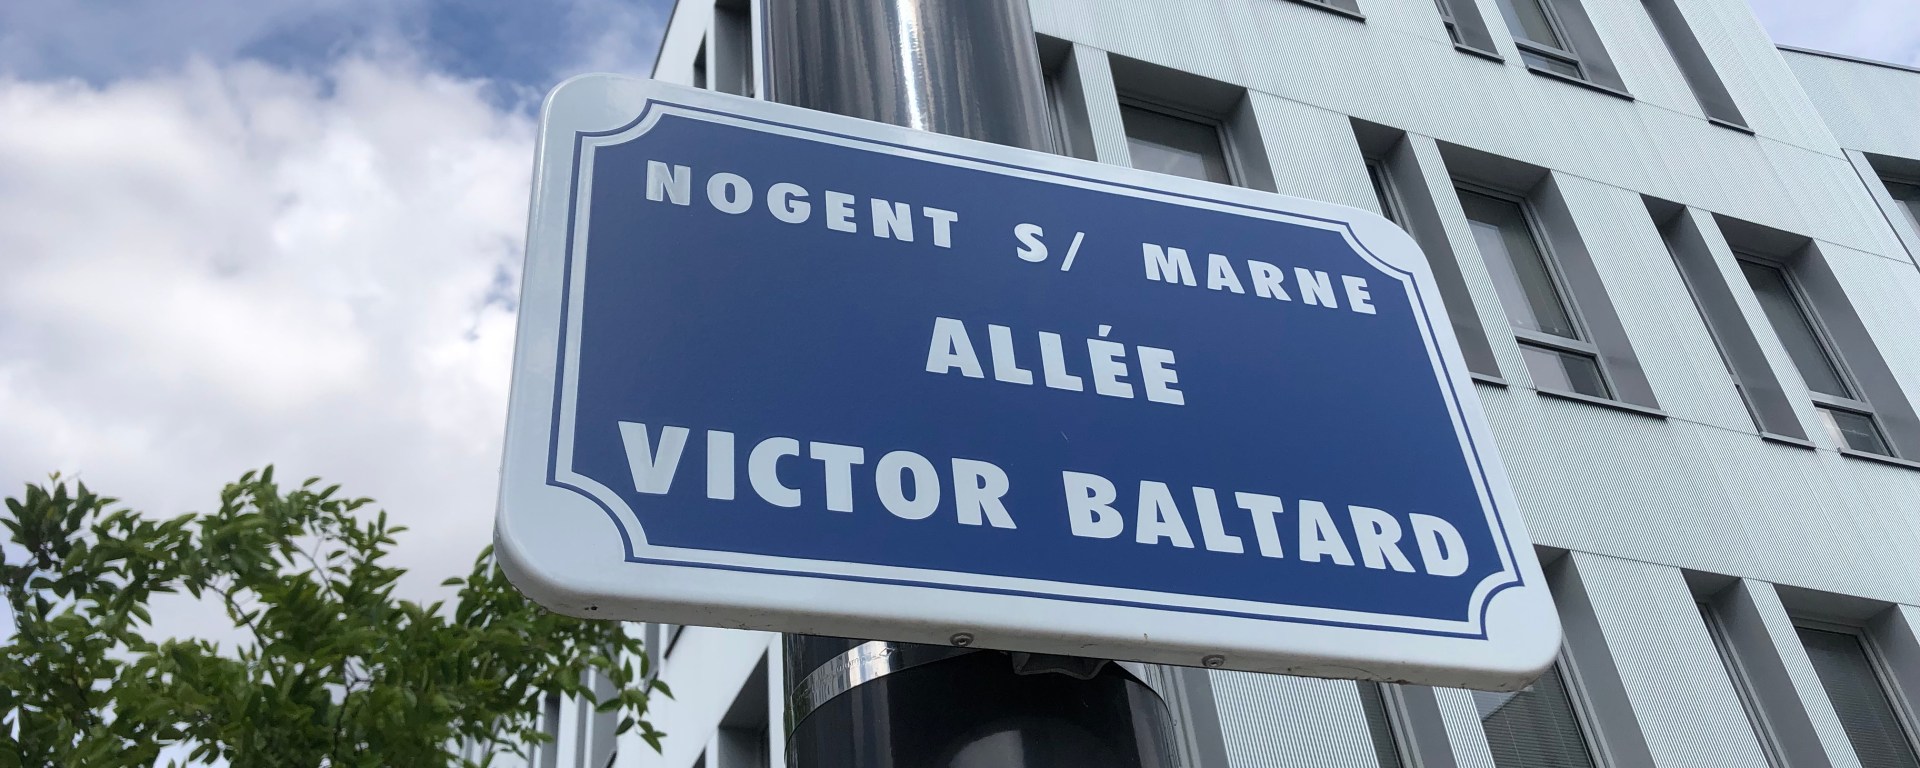 NOGENT S/ MARNE
ALLÉE
VICTOR BALTARD